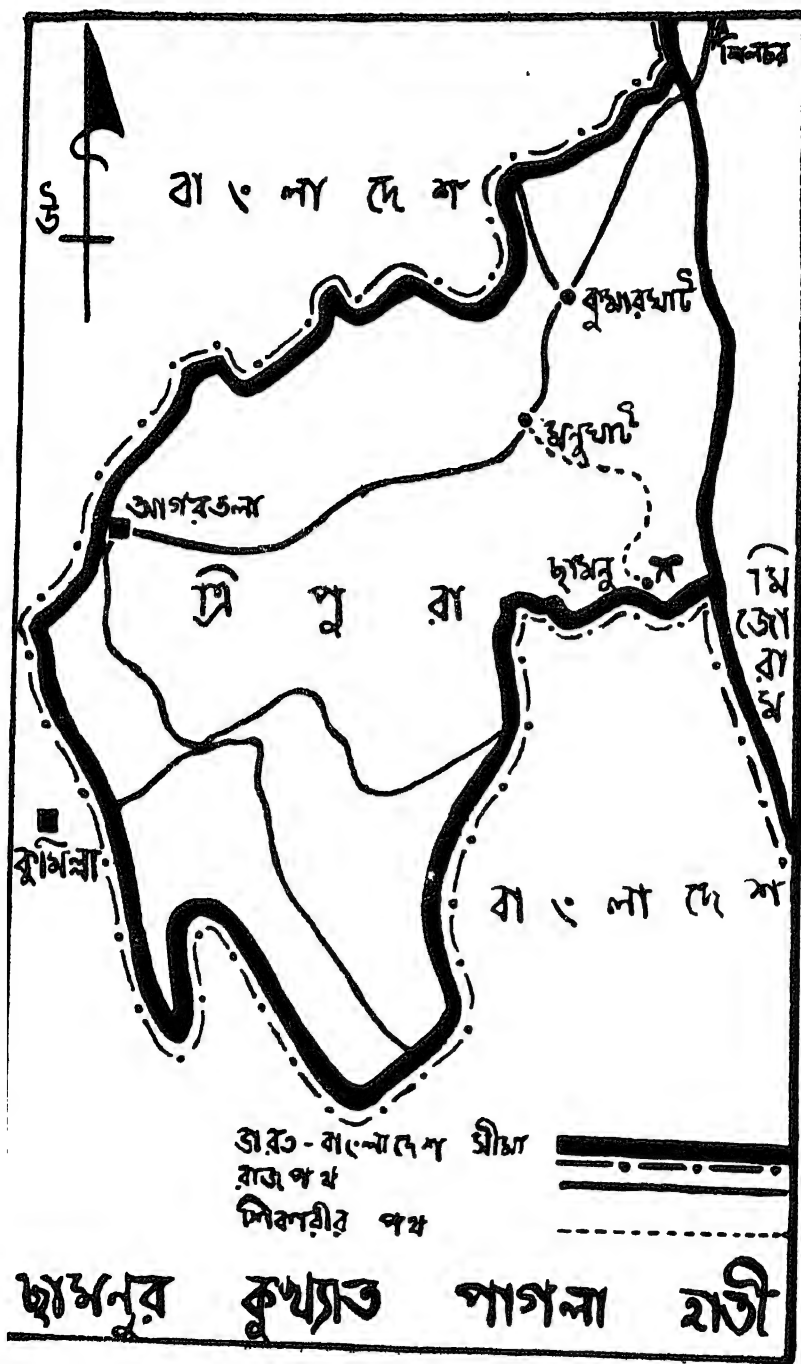 শিলচর
উঃ
বাংলাদেশ
কুমারঘাট
মনুঘাট
আগরতলা
ছামনু
ত্রিপুরা
মিজোরাম
কুমিল্লা
বাংলাদেশ
ভারত-বাংলাদেশ সীমা
রাজপথ
শিকারীর পথ
ছামনুর কুখ্যাত পাগলা হাতী